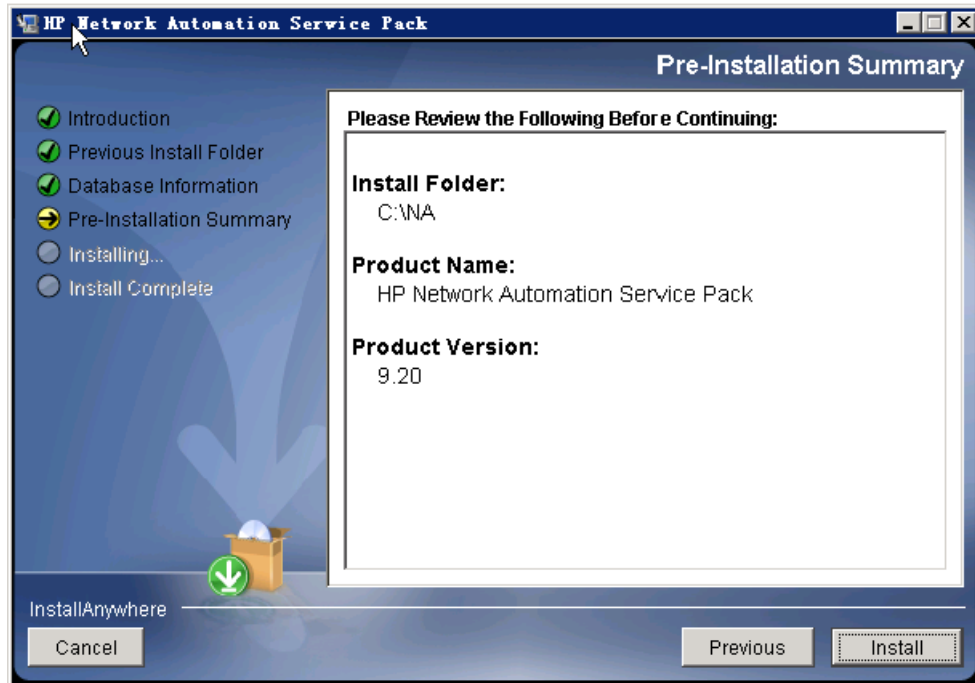 HP Network Automation Service Pack
Pre-Installation Summary
Introduction
Previous Install Folder
Database Information
Pre-Installation Summary
Installing...
Install Complete
Please Review the Following Before Continuing:
Install Folder:
C:\NA
Product Name:
HP Network Automation Service Pack
Product Version:
9.20
InstallAnywhere
Cancel
Previous
Install